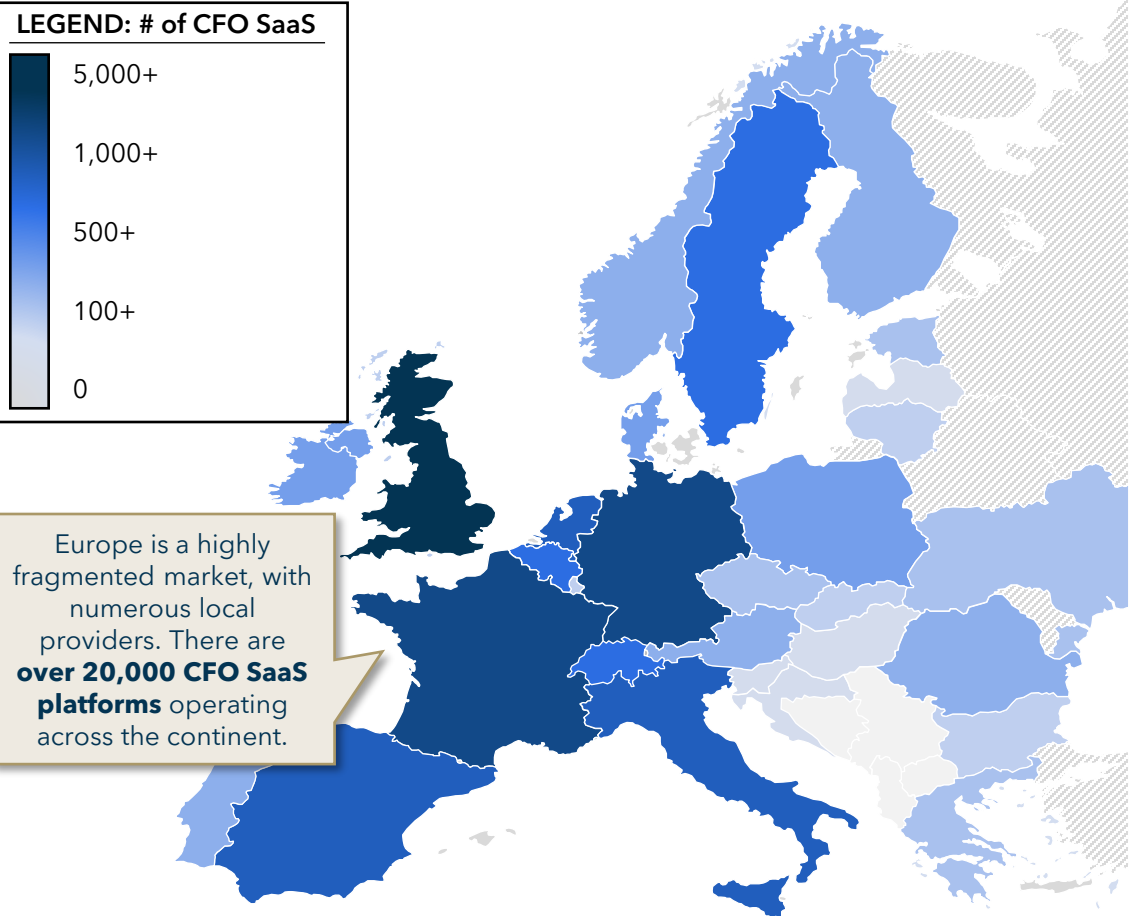 LEGEND: # of CFO SaaS
5,000+
1,000+
500+
100+
0
Europe is a highly
fragmented market, with
numerous local
providers. There are
over 20,000 CFO SaaS
platforms operating
across the continent.